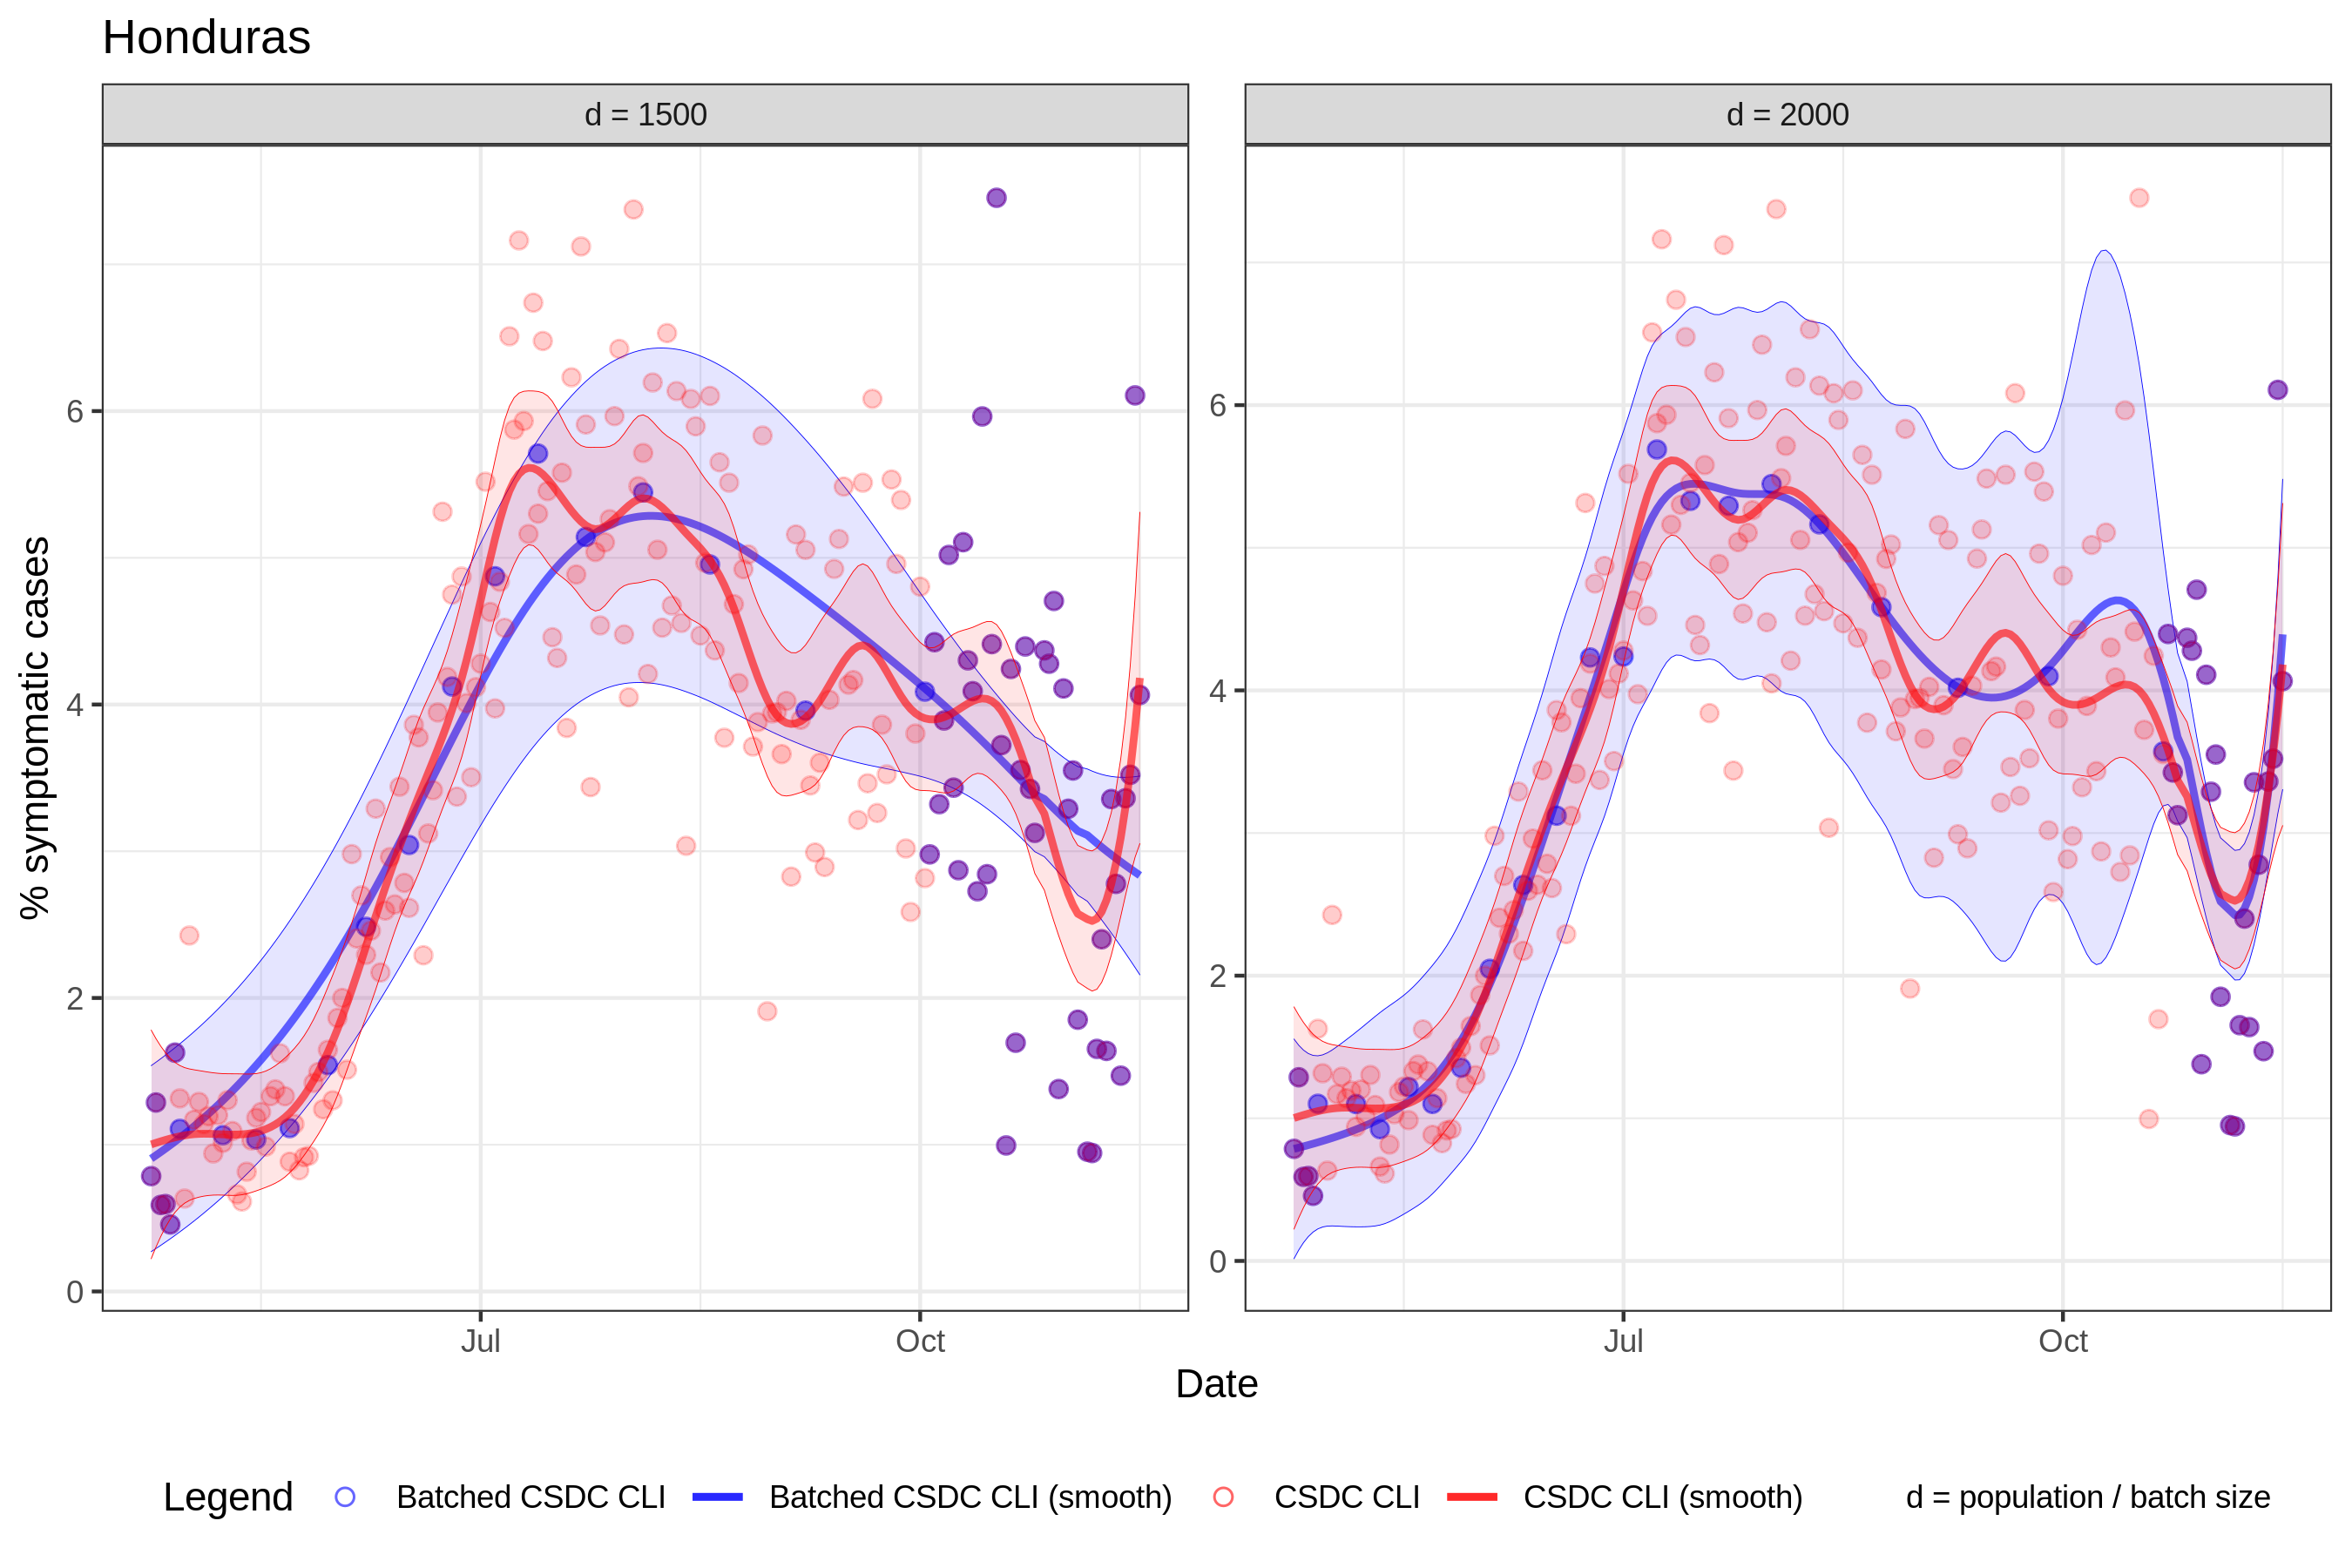 Honduras
d = 1500
d = 2000
% symptomatic cases
6
4
2
0
6
4
2
0
Jul
Oct
Jul
Oct
Date
Legend
Batched CSDC CLI
Batched CSDC CLI (smooth)
CSDC CLI
CSDC CLI (smooth)
d = population / batch size